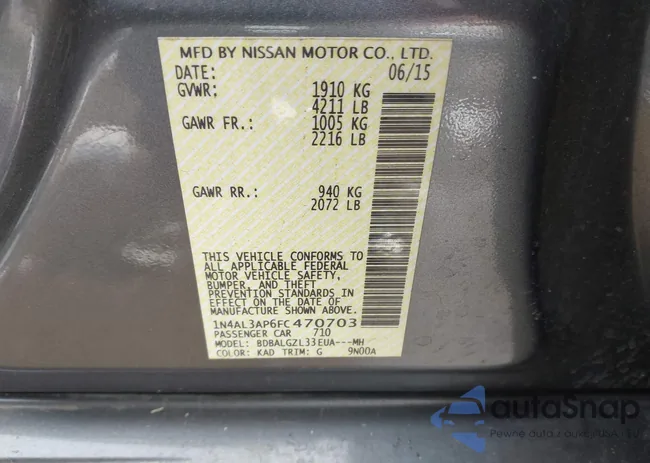 MFD BY NISSAN MOTOR CO., LTD.
DATE: 06/15
GVWR: 1910 KG
4211 LB
GAWR FR.: 1005 KG
2216 LB
GAWR RR.: 940 KG
2072 LB
THIS VEHICLE CONFORMS TO
ALL APPLICABLE FEDERAL
MOTOR VEHICLE SAFETY,
BUMPER, AND THEFT
PREVENTION STANDARDS IN
EFFECT ON THE DATE OF
MANUFACTURE SHOWN ABOVE.
1N4AL3AP6FC470703
PASSENGER CAR 710
MODEL: BDBALGZL33EUA---MH
COLOR: KAD TRIM: G 9N00A
autoSnap
Pewne auta z